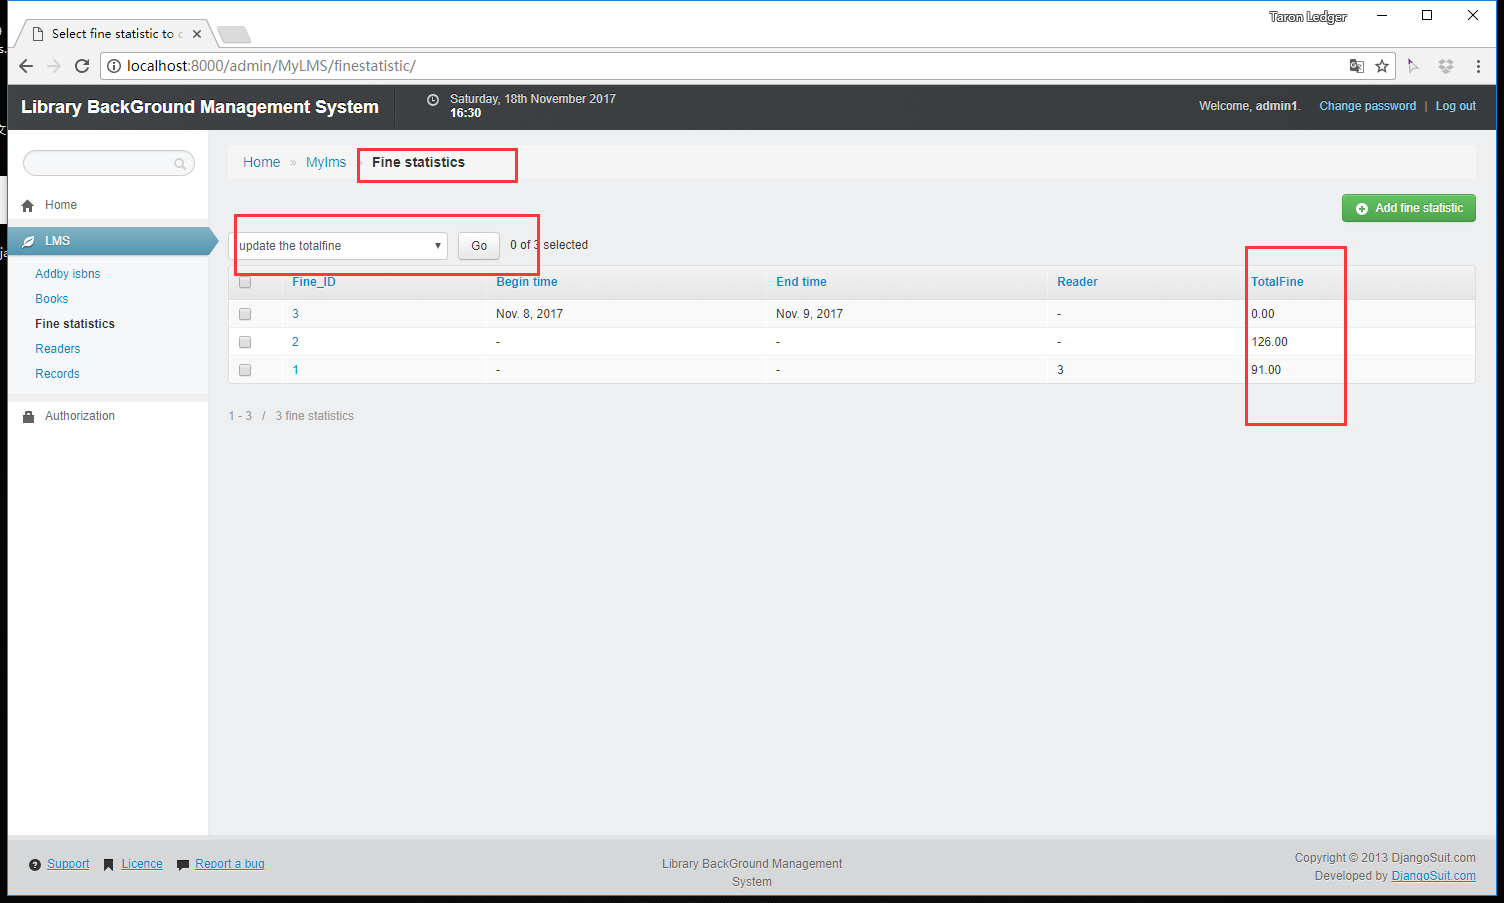 Taron Ledger
Select fine statistic to c
localhost:8000/admin/MyLMS/finestatistic/
Library BackGround Management System
Saturday, 18th November 2017
16:30
Welcome, admin1. Change password | Log out
Home » Mylms » Fine statistics
Home
LMS
Addby isbns
Books
Fine statistics
Readers
Records
Authorization
Add fine statistic
update the totalfine Go 0 of 3 selected
Fine_ID Begin time End time Reader TotalFine
3 Nov. 8, 2017 Nov. 9, 2017 - 0.00
2 - - - 126.00
1 - - 3 91.00
1 - 3 / 3 fine statistics
Support Licence Report a bug
Library BackGround Management
System
Copyright © 2013 DjangoSuit.com
Developed by DjangoSuit.com